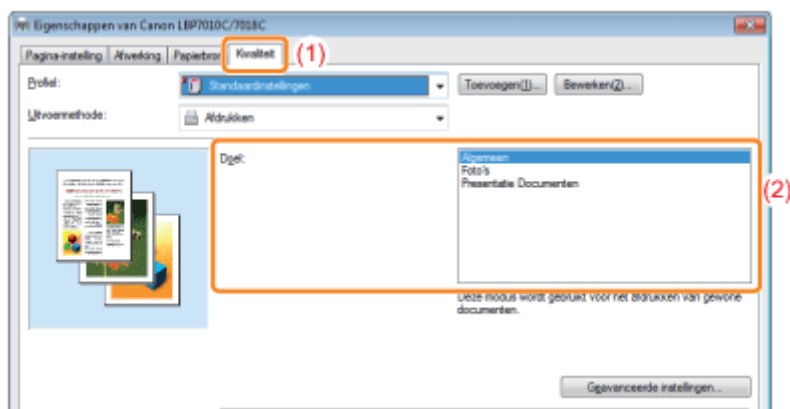 Eigenschappen van Canon LBP7010C/7018C
Pagina-instelling Afwerking Papierbron Kwaliteit (1)
Profiel: Standaardinstellingen Toevoegen(1)... Bewerken(2)...
Uitvoermethode: Afdrukken
Doel: Algemeen
Foto's
Presentatie Documenten
(2)
Deze modus wordt gebruikt voor het afdrukken van gewone
documenten.
Geavanceerde instellingen...